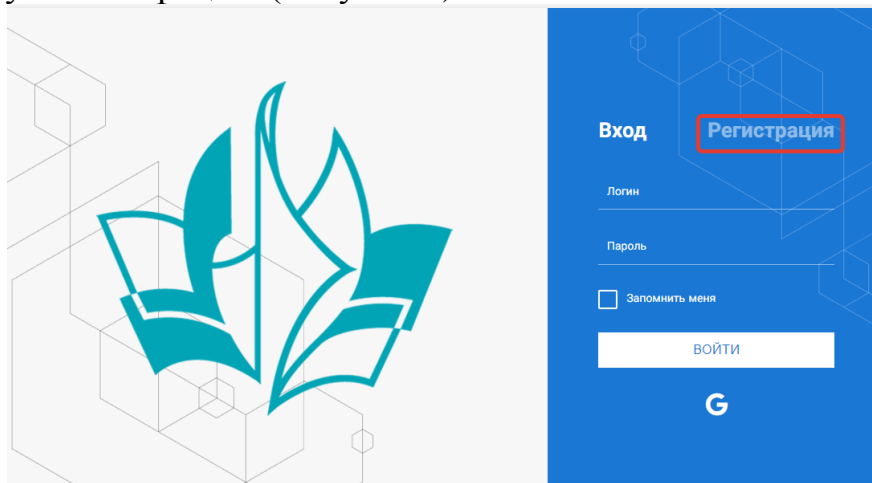 Вход Регистрация
Логин
Пароль
Запомнить меня
ВОЙТИ
G